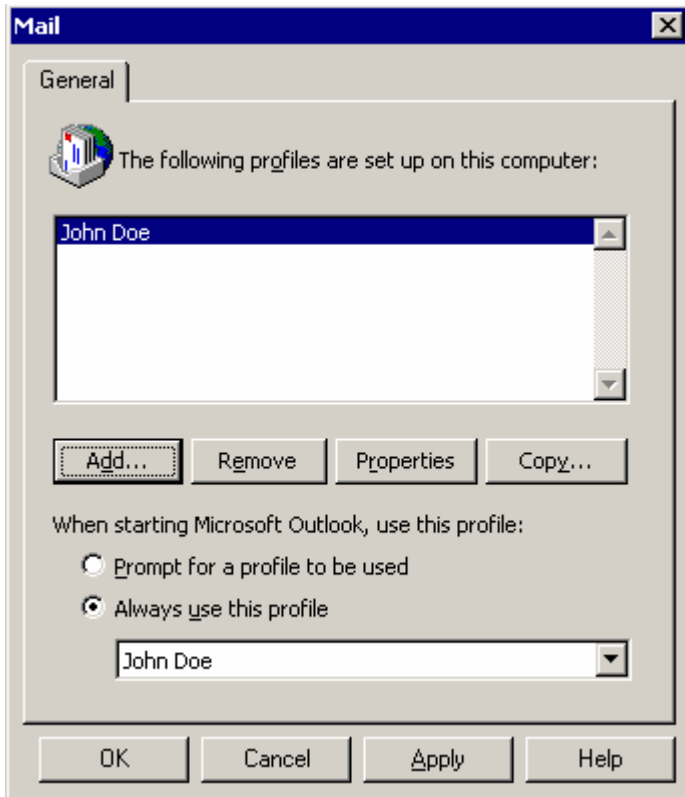 Mail
General
The following profiles are set up on this computer:
John Doe
Add... Remove Properties Copy...
When starting Microsoft Outlook, use this profile:
Prompt for a profile to be used
Always use this profile
John Doe
OK Cancel Apply Help